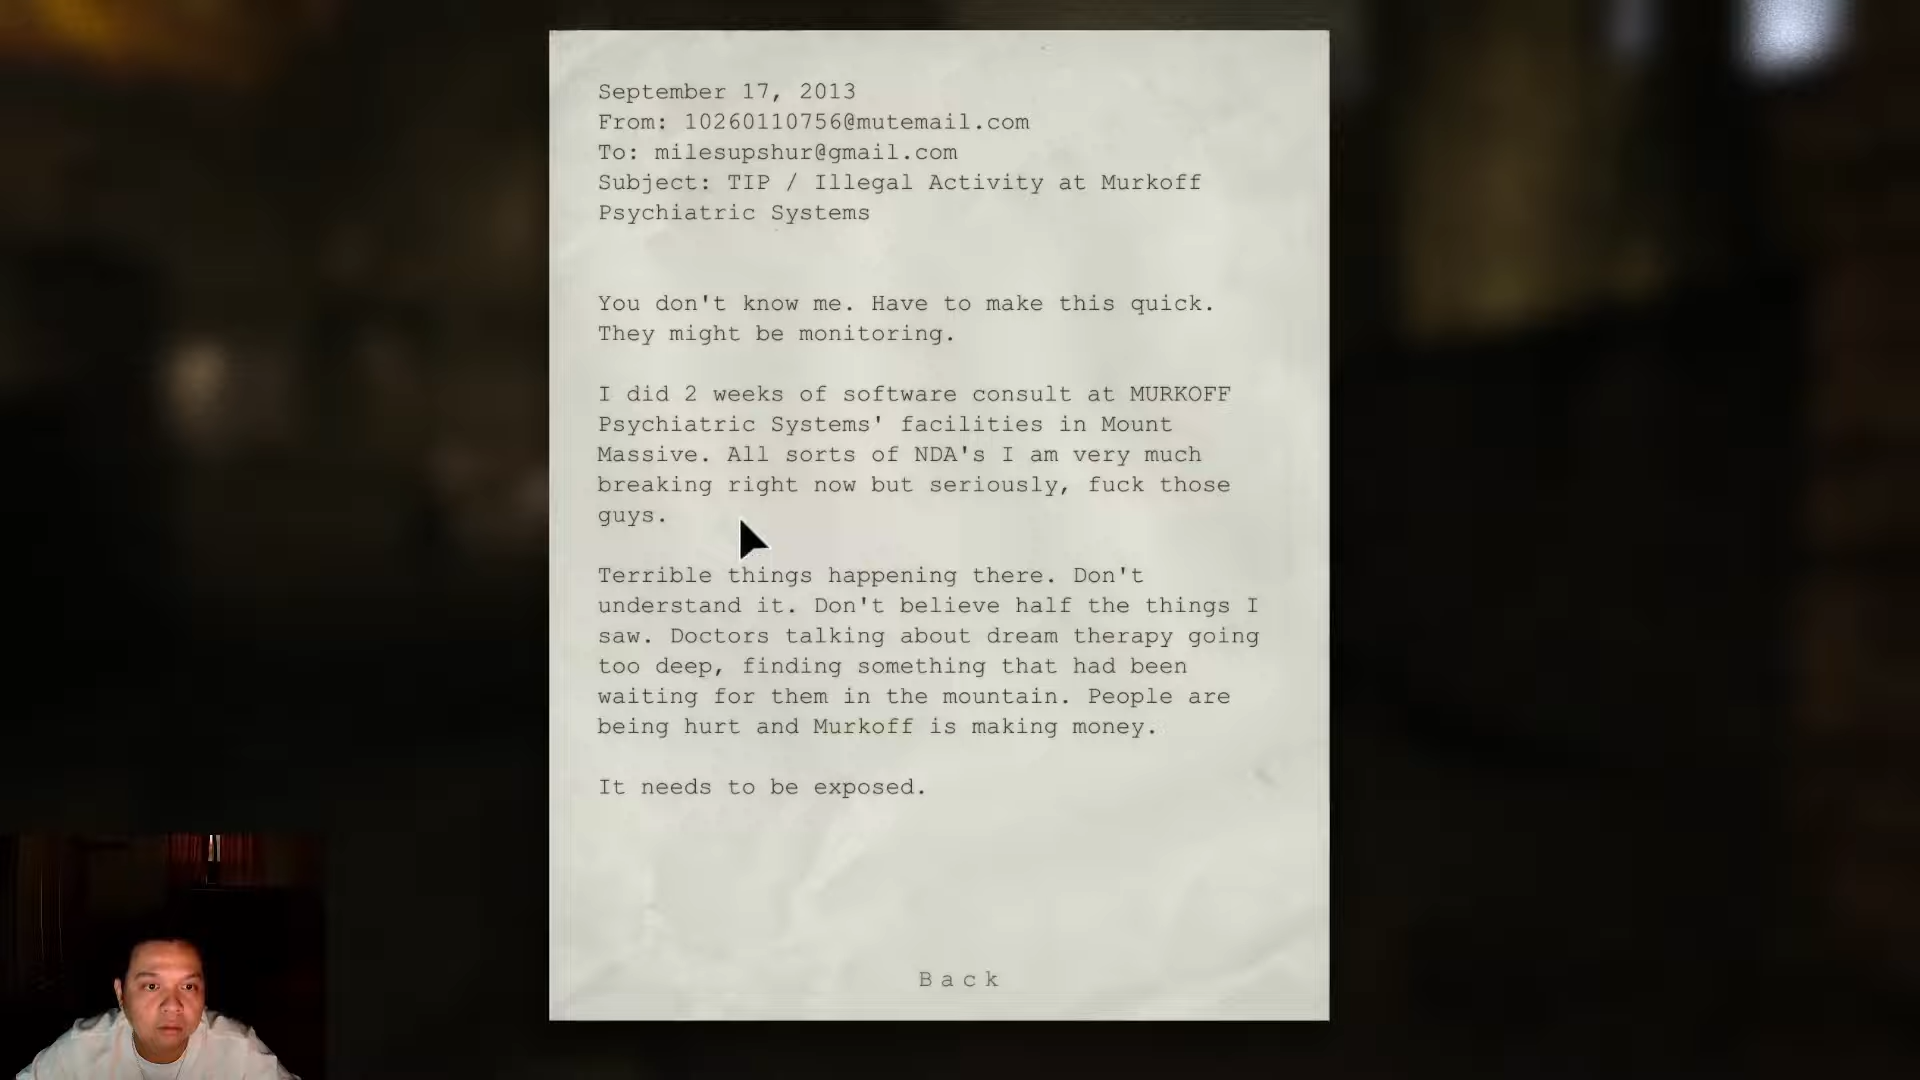 September 17, 2013
From: 10260110756@mutemail.com
To: milesupshur@gmail.com
Subject: TIP / Illegal Activity at Murkoff
Psychiatric Systems
You don't know me. Have to make this quick.
They might be monitoring.
I did 2 weeks of software consult at MURKOFF
Psychiatric Systems' facilities in Mount
Massive. All sorts of NDA's I am very much
breaking right now but seriously, fuck those
guys.
Terrible things happening there. Don't
understand it. Don't believe half the things I
saw. Doctors talking about dream therapy going
too deep, finding something that had been
waiting for them in the mountain. People are
being hurt and Murkoff is making money.
It needs to be exposed.
Back